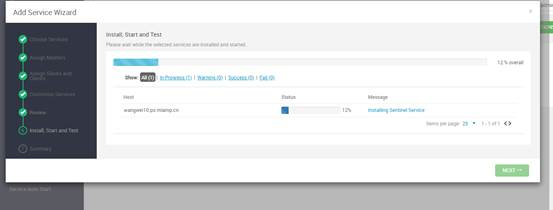 Add Service Wizard
×
Choose Services
Assign Masters
Assign Slaves and
Clients
Customize Services
Review
6
Install, Start and Test
7
Summary
Install, Start and Test
Please wait while the selected services are installed and started.
12 % overall
Show: All (1) | In Progress (1) | Warning (0) | Success (0) | Fail (0)
Host Status Message
wangwei10.ps.mlamp.cn 12% Installing Sentinel Service
Items per page: 25 1 - 1 of 1
NEXT →
Service Auto Start